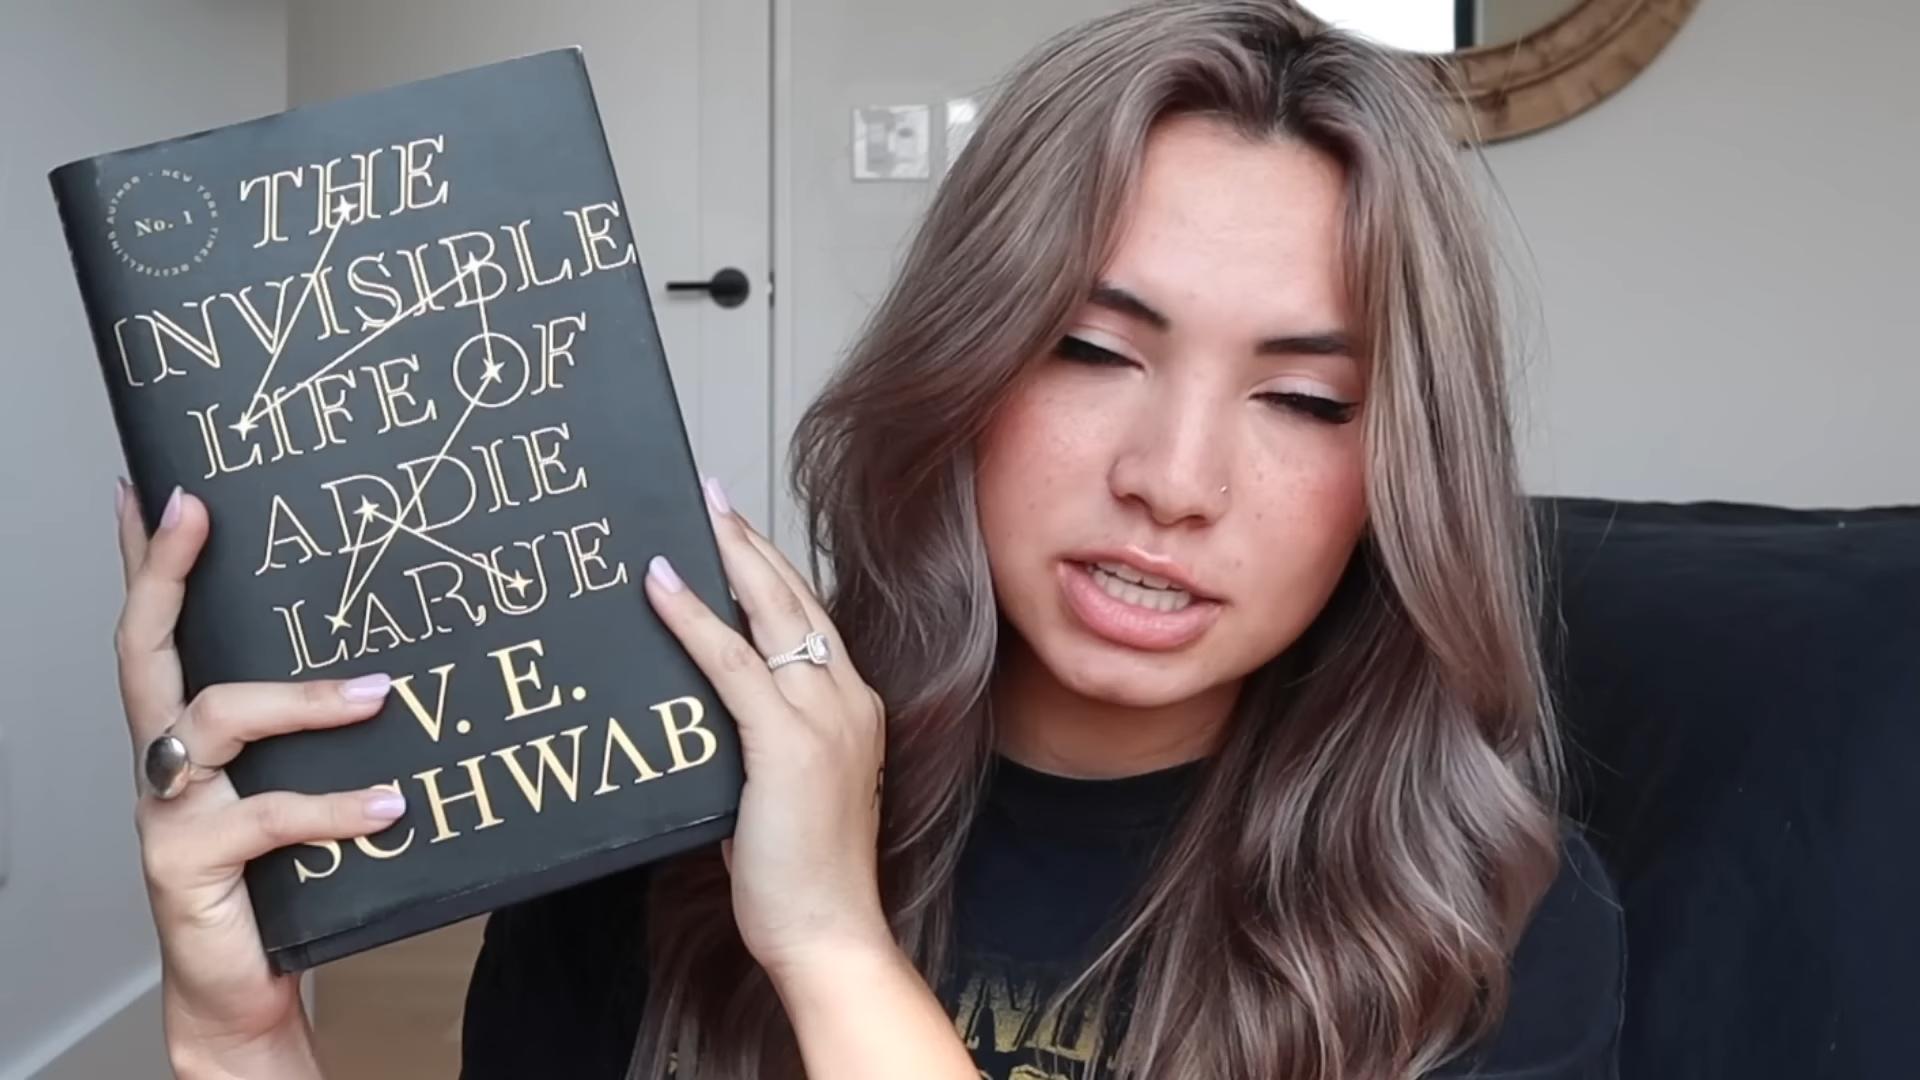 THE
INVISIBLE
LIFE OF
ADDIE
LARUE
V. E.
SCHWAB
No. 1
NEW YORK TIMES BESTSELLING AUTHOR